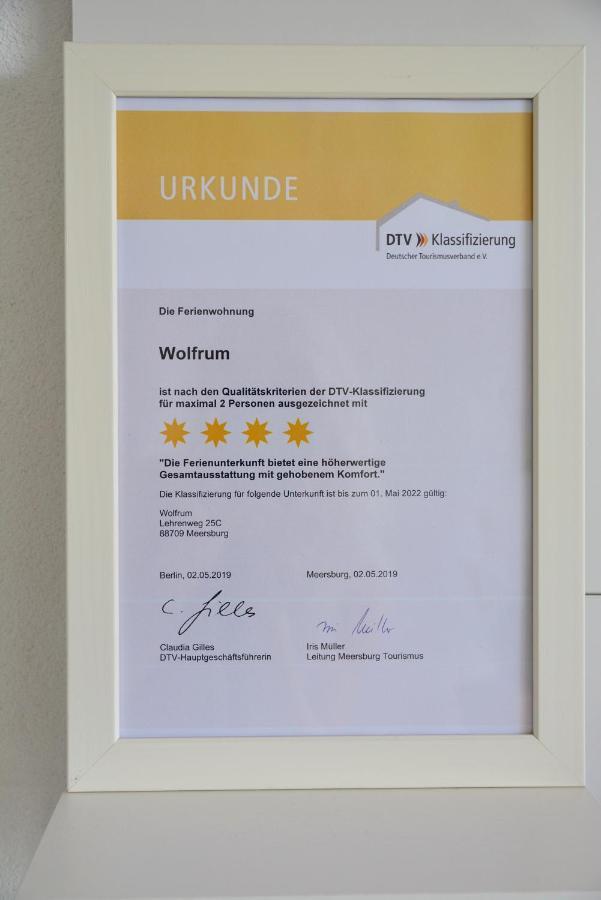 URKUNDE
DTV Klassifizierung
Deutscher Tourismusverband e.V.
Die Ferienwohnung
Wolfrum
ist nach den Qualitätskriterien der DTV-Klassifizierung
für maximal 2 Personen ausgezeichnet mit
"Die Ferienunterkunft bietet eine höherwertige
Gesamtausstattung mit gehobenem Komfort."
Die Klassifizierung für folgende Unterkunft ist bis zum 01. Mai 2022 gültig:
Wolfrum
Lehrenweg 25C
88709 Meersburg
Berlin, 02.05.2019
Meersburg, 02.05.2019
C. Gilles
Iris Müller
Claudia Gilles
DTV-Hauptgeschäftsführerin
Iris Müller
Leitung Meersburg Tourismus